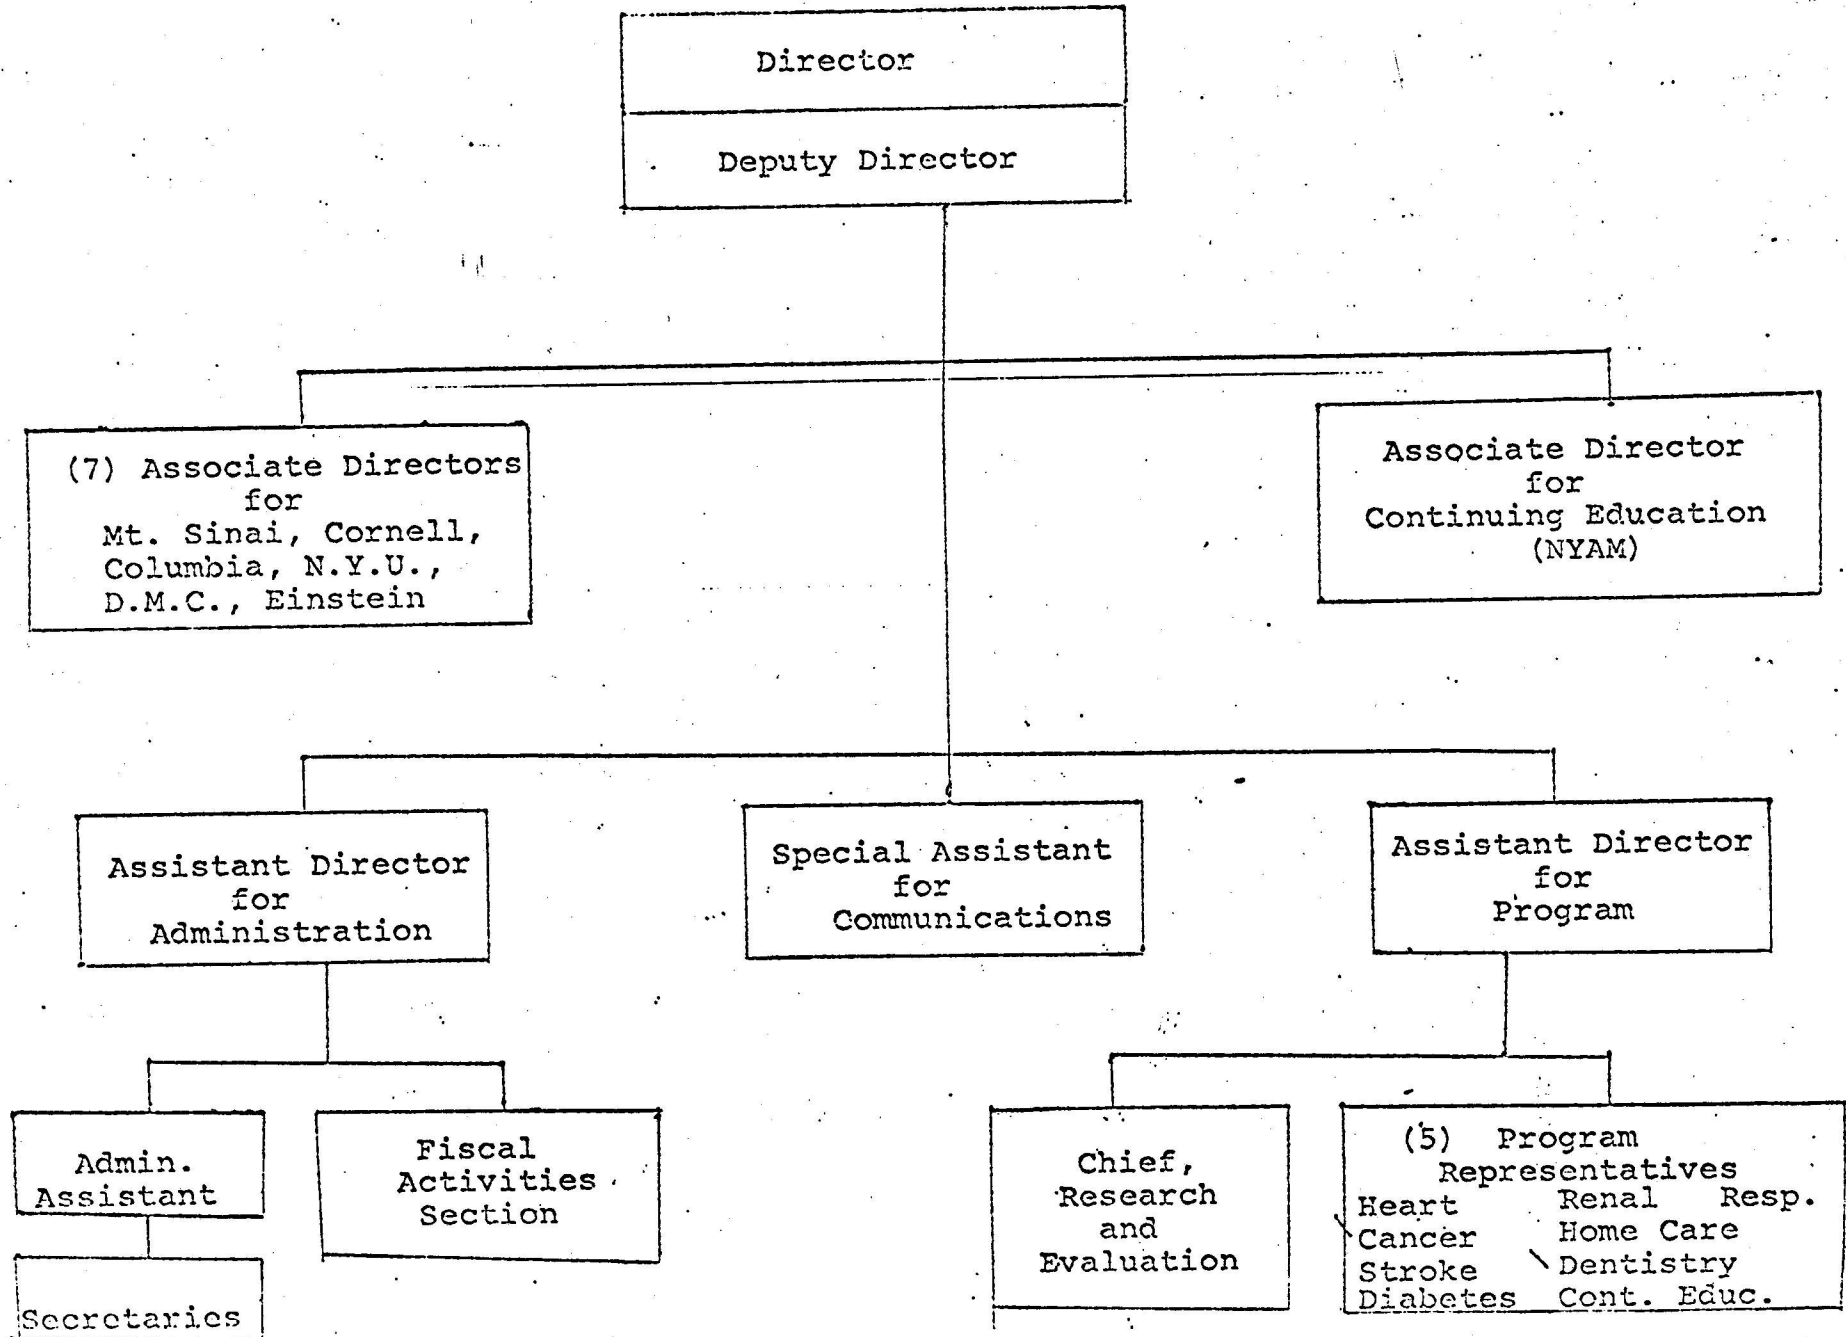 Director
Deputy Director
(7) Associate Directors
for
Mt. Sinai, Cornell,
Columbia, N.Y.U.,
D.M.C., Einstein
Associate Director
for
Continuing Education
(NYAM)
Assistant Director
for
Administration
Special Assistant
for
Communications
Assistant Director
for
Program
Admin.
Assistant
Fiscal
Activities
Section
Chief,
Research
and
Evaluation
(5) Program
Representatives
Heart Renal Resp.
Cancer Home Care
Stroke Dentistry
Diabetes Cont. Educ.
Secretaries